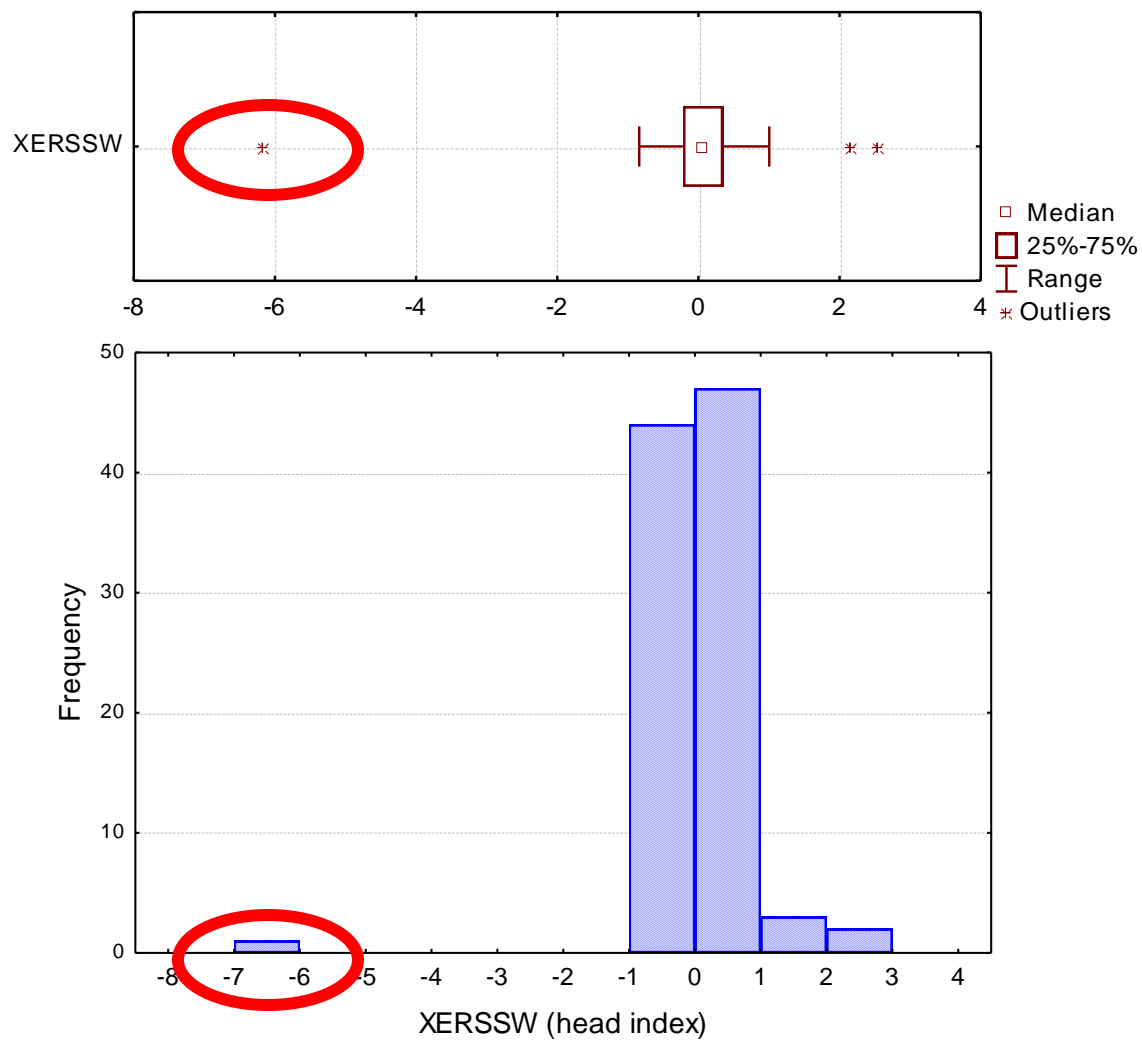 XERSSW
-8 -6 -4 -2 0 2 4
Median
25%-75%
Range
Outliers
50
40
30
20
10
0
Frequency
-8 -7 -6 -5 -4 -3 -2 -1 0 1 2 3 4
XERSSW (head index)